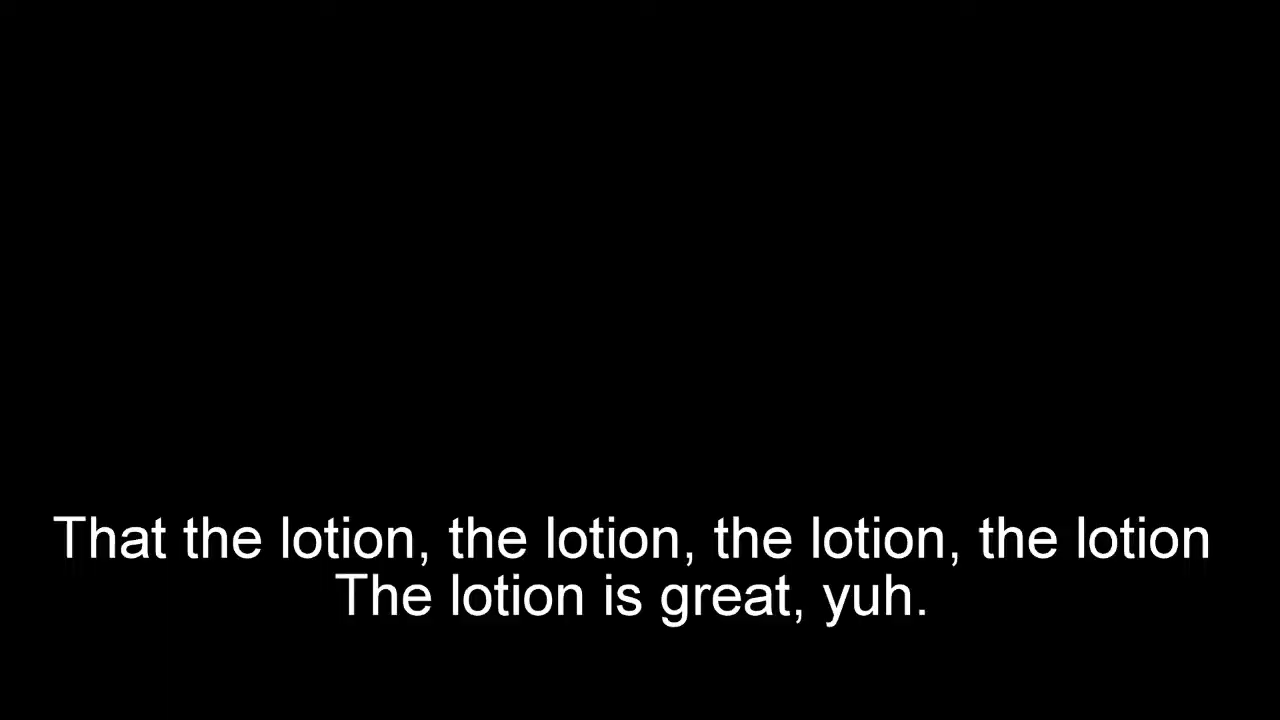 That the lotion, the lotion, the lotion, the lotion
The lotion is great, yuh.